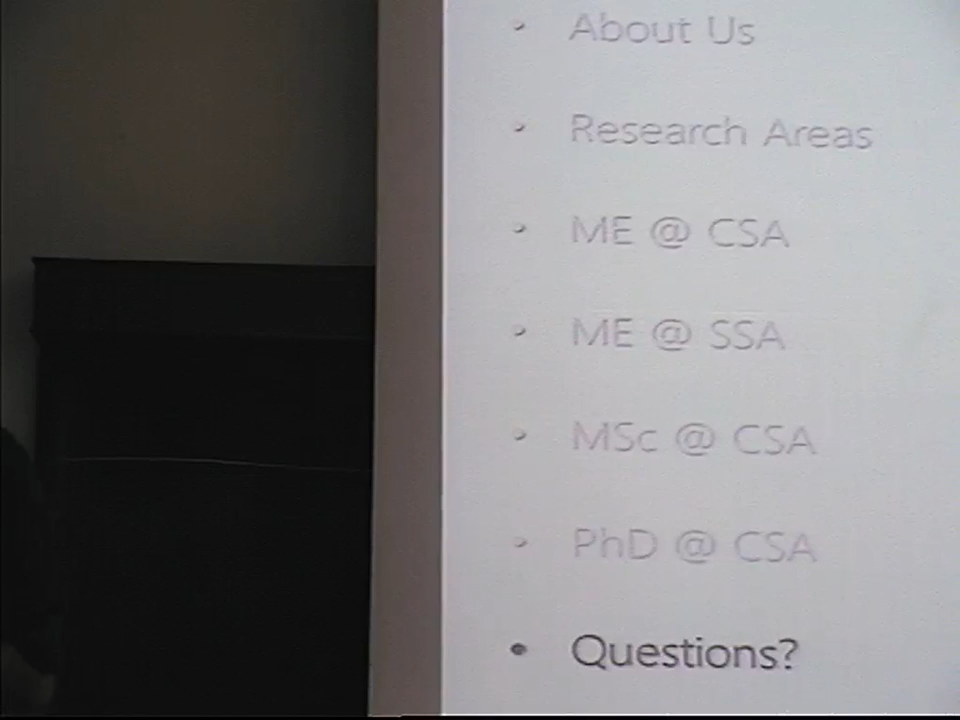 • About Us
• Research Areas
• ME @ CSA
• ME @ SSA
• MSc @ CSA
• PhD @ CSA
• Questions?